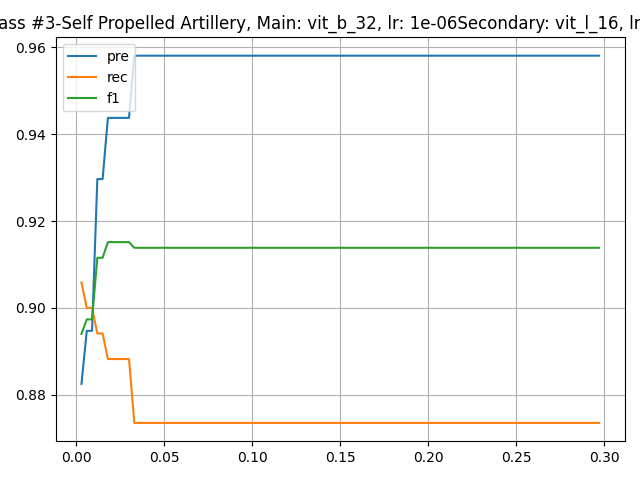 ass #3-Self Propelled Artillery, Main: vit_b_32, lr: 1e-06Secondary: vit_l_16, lr
0.96
pre
rec
f1
0.94
0.92
0.90
0.88
0.00 0.05 0.10 0.15 0.20 0.25 0.30